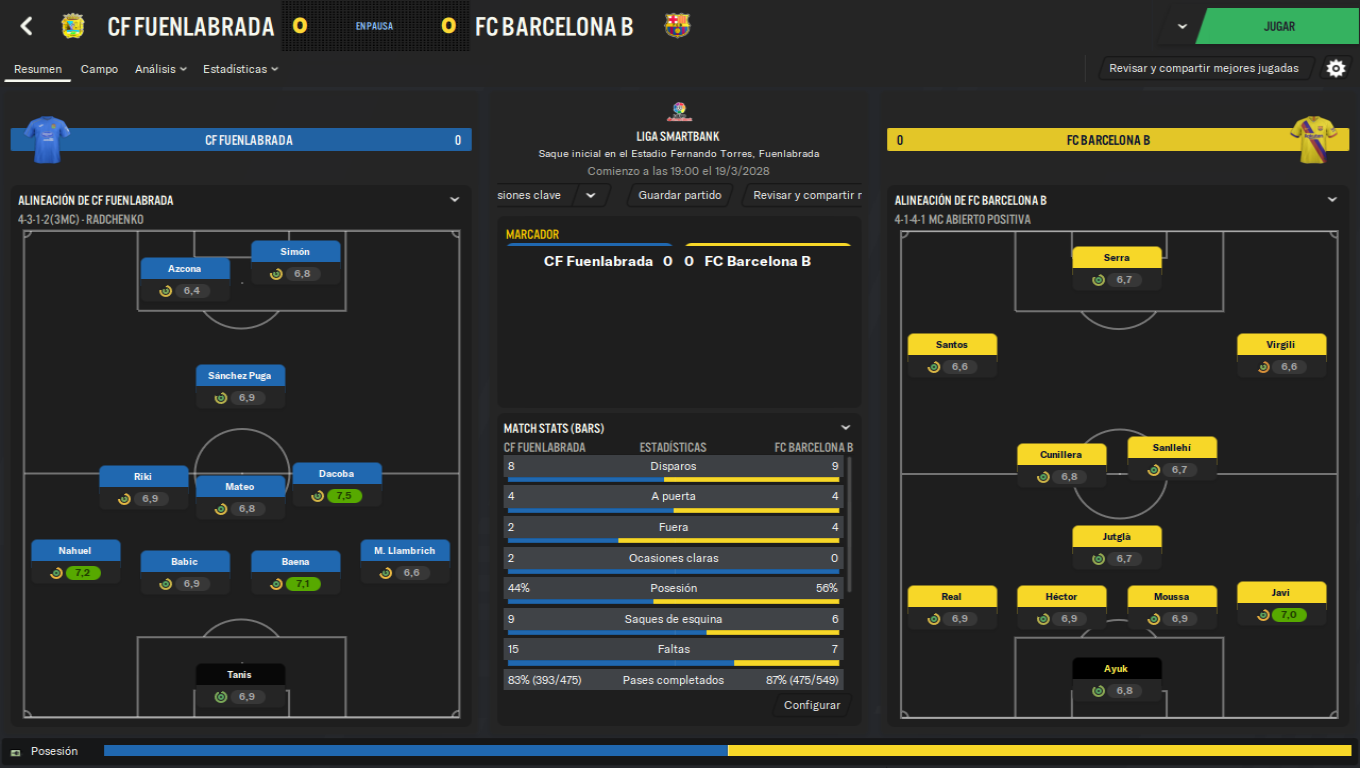 CF FUENLABRADA 0 EN PAUSA 0 FC BARCELONA B
JUGAR
Resumen Campo Análisis Estadísticas
Revisar y compartir mejores jugadas
CF FUENLABRADA 0
ALINEACIÓN DE CF FUENLABRADA
4-3-1-2(3MC) - RADCHENKO
Simón
6,8
Azcona
6,4
Sánchez Puga
6,9
Dacoba
7,5
Riki
6,9
Mateo
6,8
Nahuel
7,2
M. Llambrich
6,6
Babic
6,9
Baena
7,1
Tanis
6,9
LIGA SMARTBANK
Saque inicial en el Estadio Fernando Torres, Fuenlabrada
Comienzo a las 19:00 el 19/3/2028
siones clave
Guardar partido
Revisar y compartir r
MARCADOR
CF Fuenlabrada 0 0 FC Barcelona B
MATCH STATS (BARS)
CF FUENLABRADA ESTADÍSTICAS FC BARCELONA B
8 Disparos 9
4 A puerta 4
2 Fuera 4
2 Ocasiones claras 0
44% Posesión 56%
9 Saques de esquina 6
15 Faltas 7
83% (393/475) Pases completados 87% (475/549)
Configurar
0 FC BARCELONA B
ALINEACIÓN DE FC BARCELONA B
4-1-4-1 MC ABIERTO POSITIVA
Serra
6,7
Santos
6,6
Virgili
6,6
Sanllehí
6,7
Cunillera
6,8
Jutglà
6,7
Javi
7,0
Real
6,9
Héctor
6,9
Moussa
6,9
Ayuk
6,8
Posesión